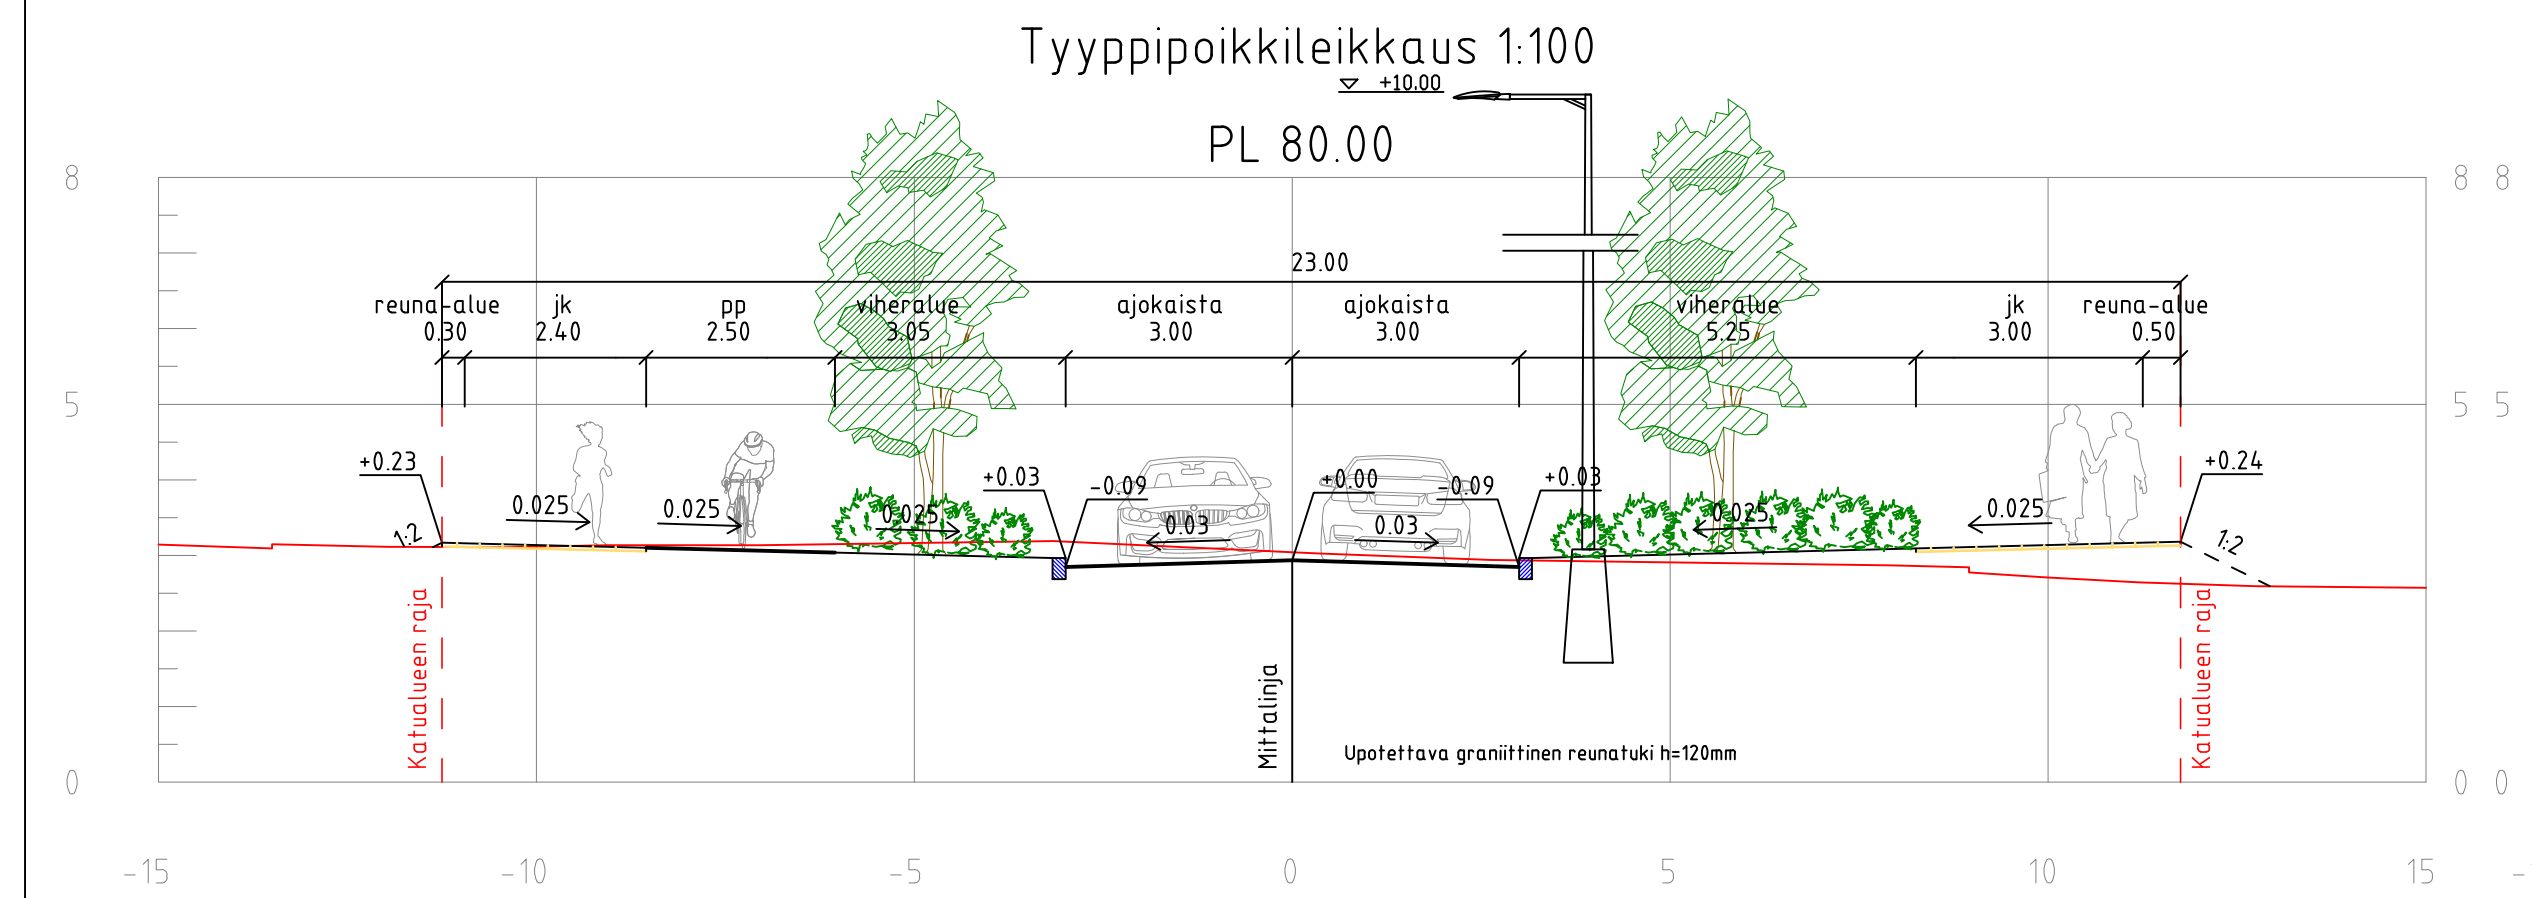 Tyyppipoikkileikkaus 1:100
+10.00
PL 80.00
8
8 8
23.00
reuna-alue
0.30
jk
2.40
pp
2.50
viheralue
3.05
ajokaista
3.00
ajokaista
3.00
viheralue
5.25
jk
3.00
reuna-alue
0.50
5
5 5
+0.23
1:2
0.025
0.025
0.025
+0.03
-0.09
0.03
+0.00
0.03
-0.09
+0.03
0.025
0.025
+0.24
1:2
Katualueen raja
Mittalinja
Upotettava graniittinen reunatuki h=120mm
Katualueen raja
0
0 0
-15 -10 -5 0 5 10 15 -